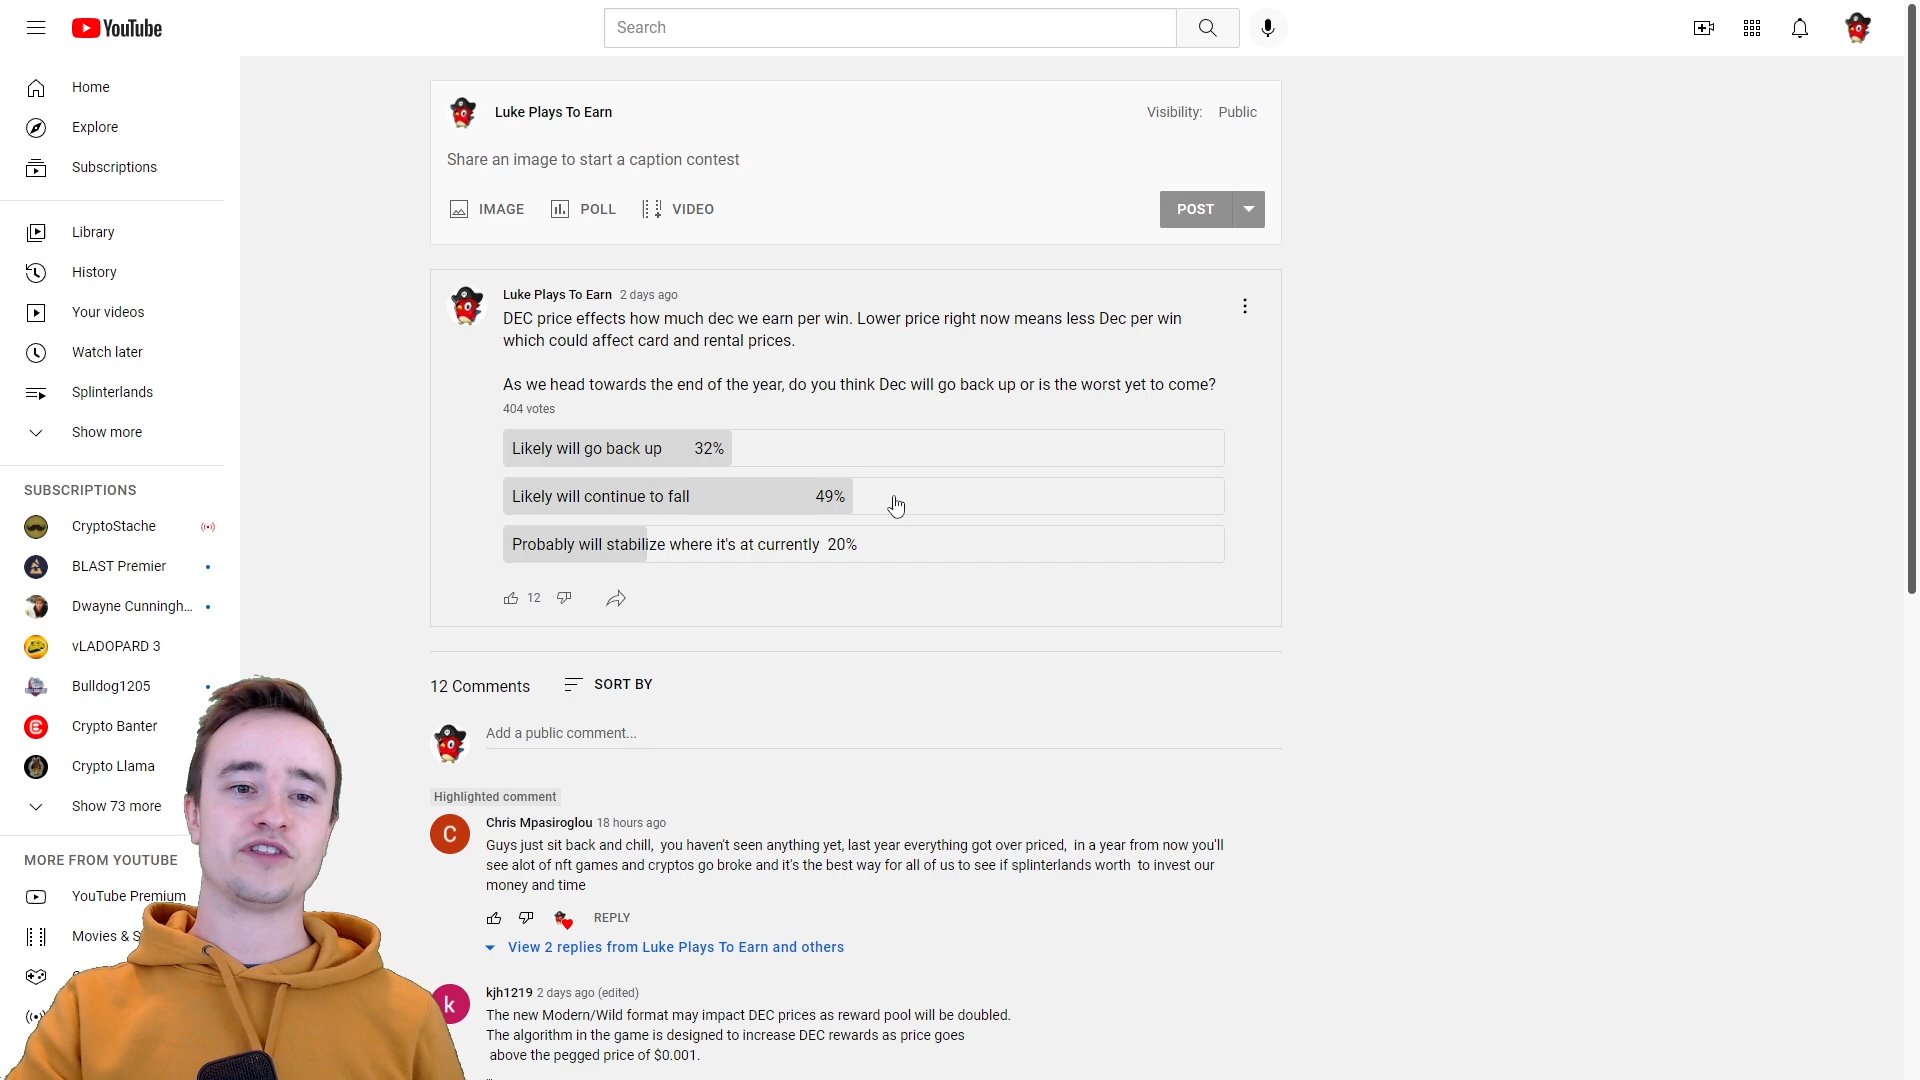 YouTube
Search
Home
Explore
Subscriptions
Library
History
Your videos
Watch later
Splinterlands
Show more
SUBSCRIPTIONS
CryptoStache
BLAST Premier
Dwayne Cunningh...
vLADOPARD 3
Bulldog1205
Crypto Banter
Crypto Llama
Show 73 more
MORE FROM YOUTUBE
YouTube Premium
Movies & S
Luke Plays To Earn
Visibility: Public
Share an image to start a caption contest
IMAGE
POLL
VIDEO
POST
Luke Plays To Earn 2 days ago
DEC price effects how much dec we earn per win. Lower price right now means less Dec per win
which could affect card and rental prices.
As we head towards the end of the year, do you think Dec will go back up or is the worst yet to come?
404 votes
Likely will go back up 32%
Likely will continue to fall 49%
Probably will stabilize where it's at currently 20%
12
12 Comments
SORT BY
Add a public comment...
Highlighted comment
C
Chris Mpasiroglou 18 hours ago
Guys just sit back and chill, you haven't seen anything yet, last year everything got over priced, in a year from now you'll
see alot of nft games and cryptos go broke and it's the best way for all of us to see if splinterlands worth to invest our
money and time
REPLY
View 2 replies from Luke Plays To Earn and others
k
kjh1219 2 days ago (edited)
The new Modern/Wild format may impact DEC prices as reward pool will be doubled.
The algorithm in the game is designed to increase DEC rewards as price goes
above the pegged price of $0.001.